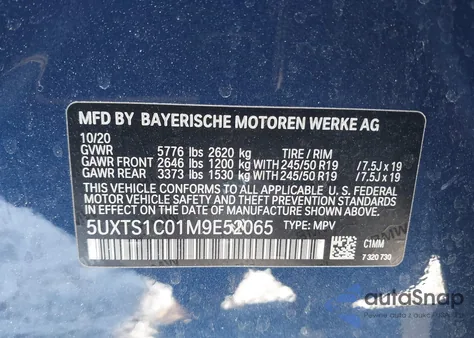 MFD BY BAYERISCHE MOTOREN WERKE AG
10/20
GVWR 5776 lbs 2620 kg TIRE / RIM
GAWR FRONT 2646 lbs 1200 kg WITH 245/50 R19 / 7.5J x 19
GAWR REAR 3373 lbs 1530 kg WITH 245/50 R19 / 7.5J x 19
THIS VEHICLE CONFORMS TO ALL APPLICABLE U. S. FEDERAL
MOTOR VEHICLE SAFETY, BUMPER, AND THEFT PREVENTION
STANDARDS IN EFFECT ON THE DATE OF MANUFACTURE
SHOWN ABOVE.
5UXTS1C01M9E52065 TYPE: MPV
C1MM
7 320 730
autoSnap